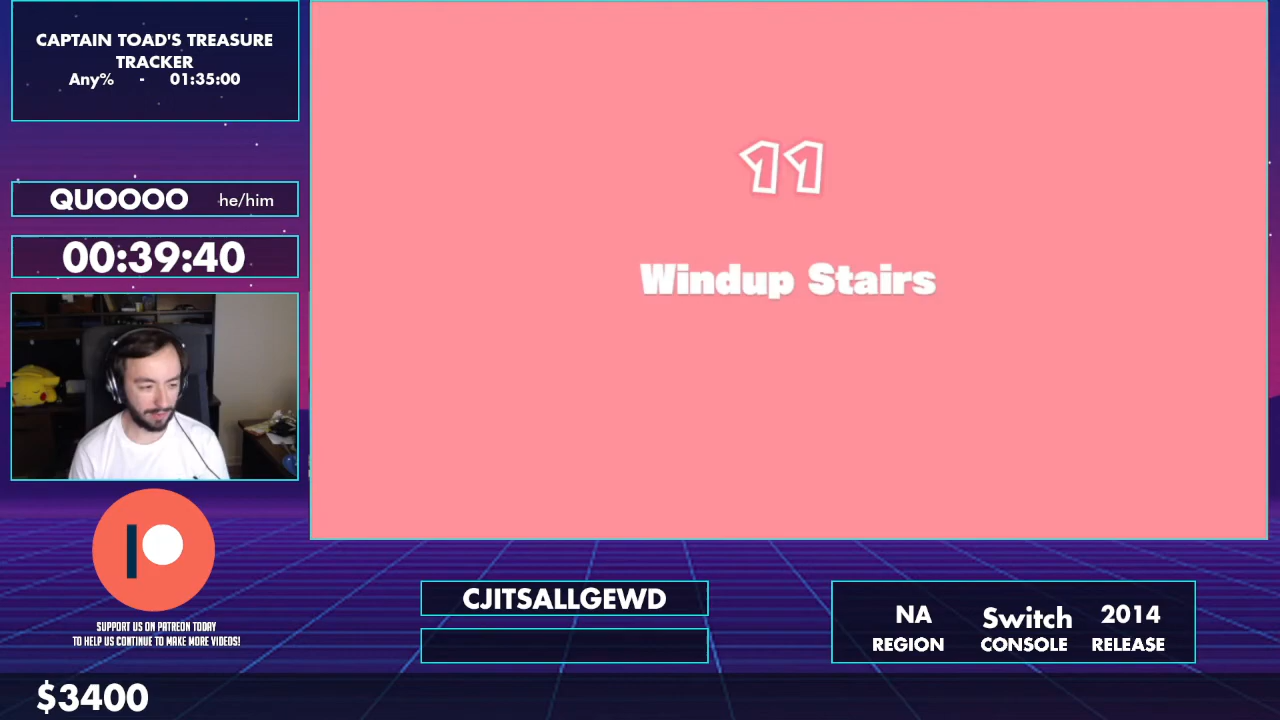 CAPTAIN TOAD'S TREASURE
TRACKER
Any% - 01:35:00
QUOOOO he/him
00:39:40
11
Windup Stairs
SUPPORT US ON PATREON TODAY
TO HELP US CONTINUE TO MAKE MORE VIDEOS!
CJITSALLGEWD
NA Switch 2014
REGION CONSOLE RELEASE
$3400